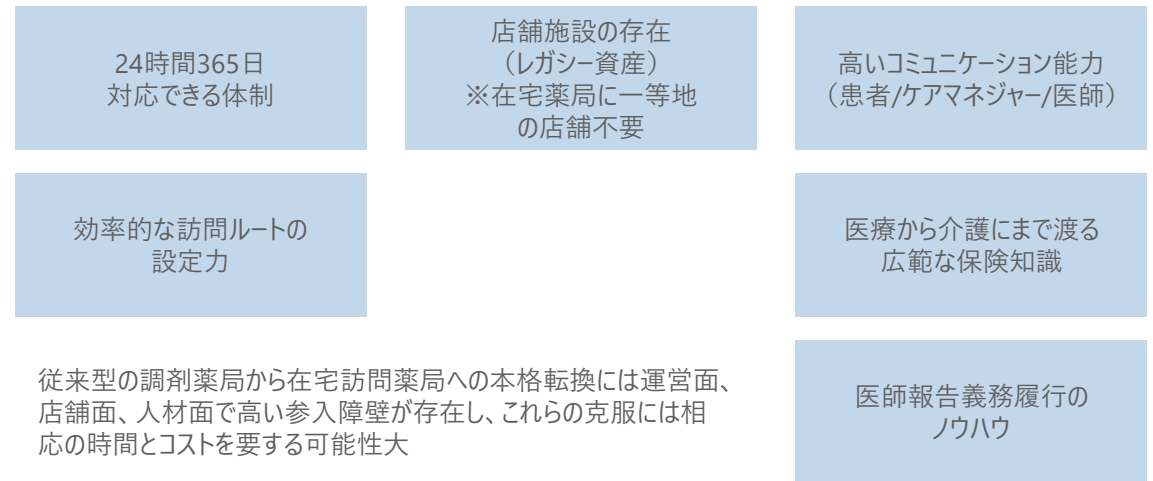 24時間365日
対応できる体制
店舗施設の存在
（レガシー資産）
※在宅薬局に一等地
の店舗不要
高いコミュニケーション能力
（患者/ケアマネジャー/医師）
効率的な訪問ルートの
設定力
医療から介護にまで渡る
広範な保険知識
従来型の調剤薬局から在宅訪問薬局への本格転換には運営面、
店舗面、人材面で高い参入障壁が存在し、これらの克服には相
応の時間とコストを要する可能性大
医師報告義務履行の
ノウハウ